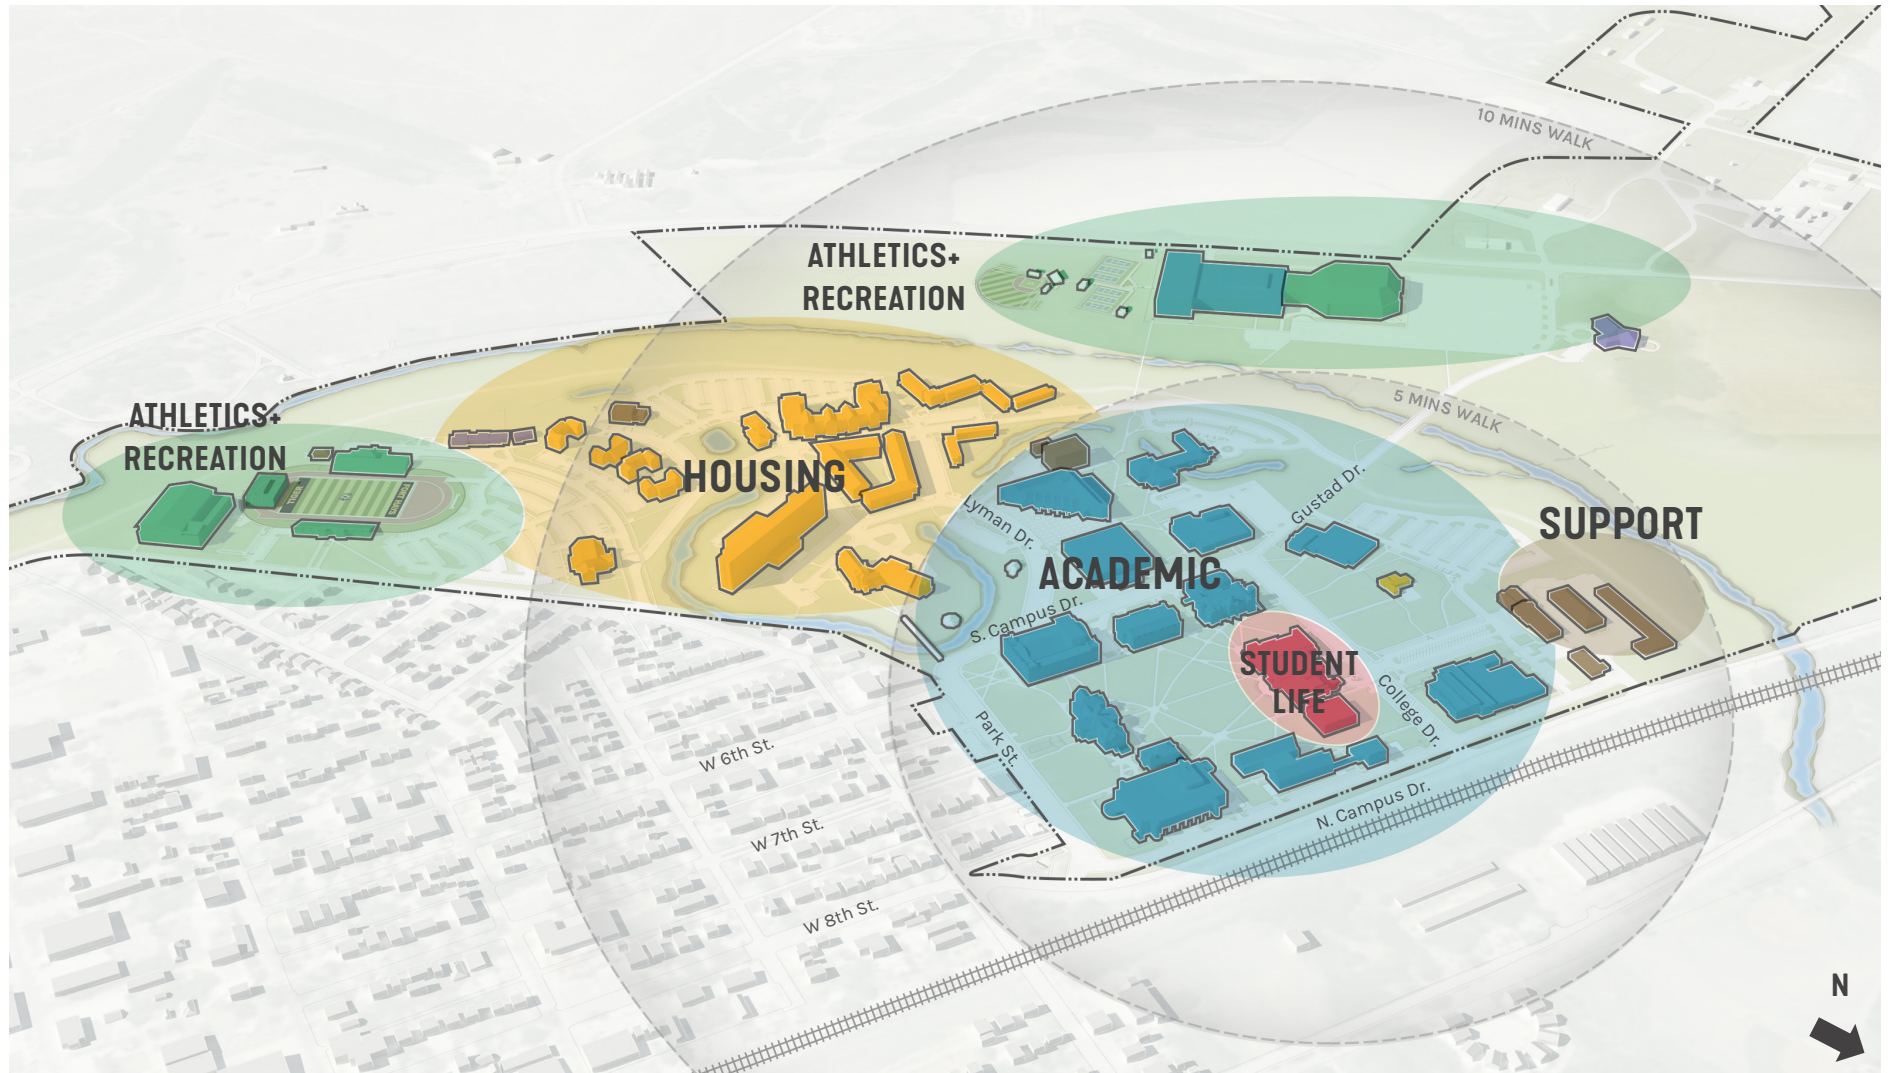 10 MINS WALK
ATHLETICS+
RECREATION
5 MINS WALK
ATHLETICS+
RECREATION
HOUSING
Gustad Dr.
Lyman Dr.
SUPPORT
ACADEMIC
S. Campus Dr.
STUDENT
LIFE
College Dr.
Park St.
W 6th St.
N. Campus Dr.
W 7th St.
W 8th St.
N